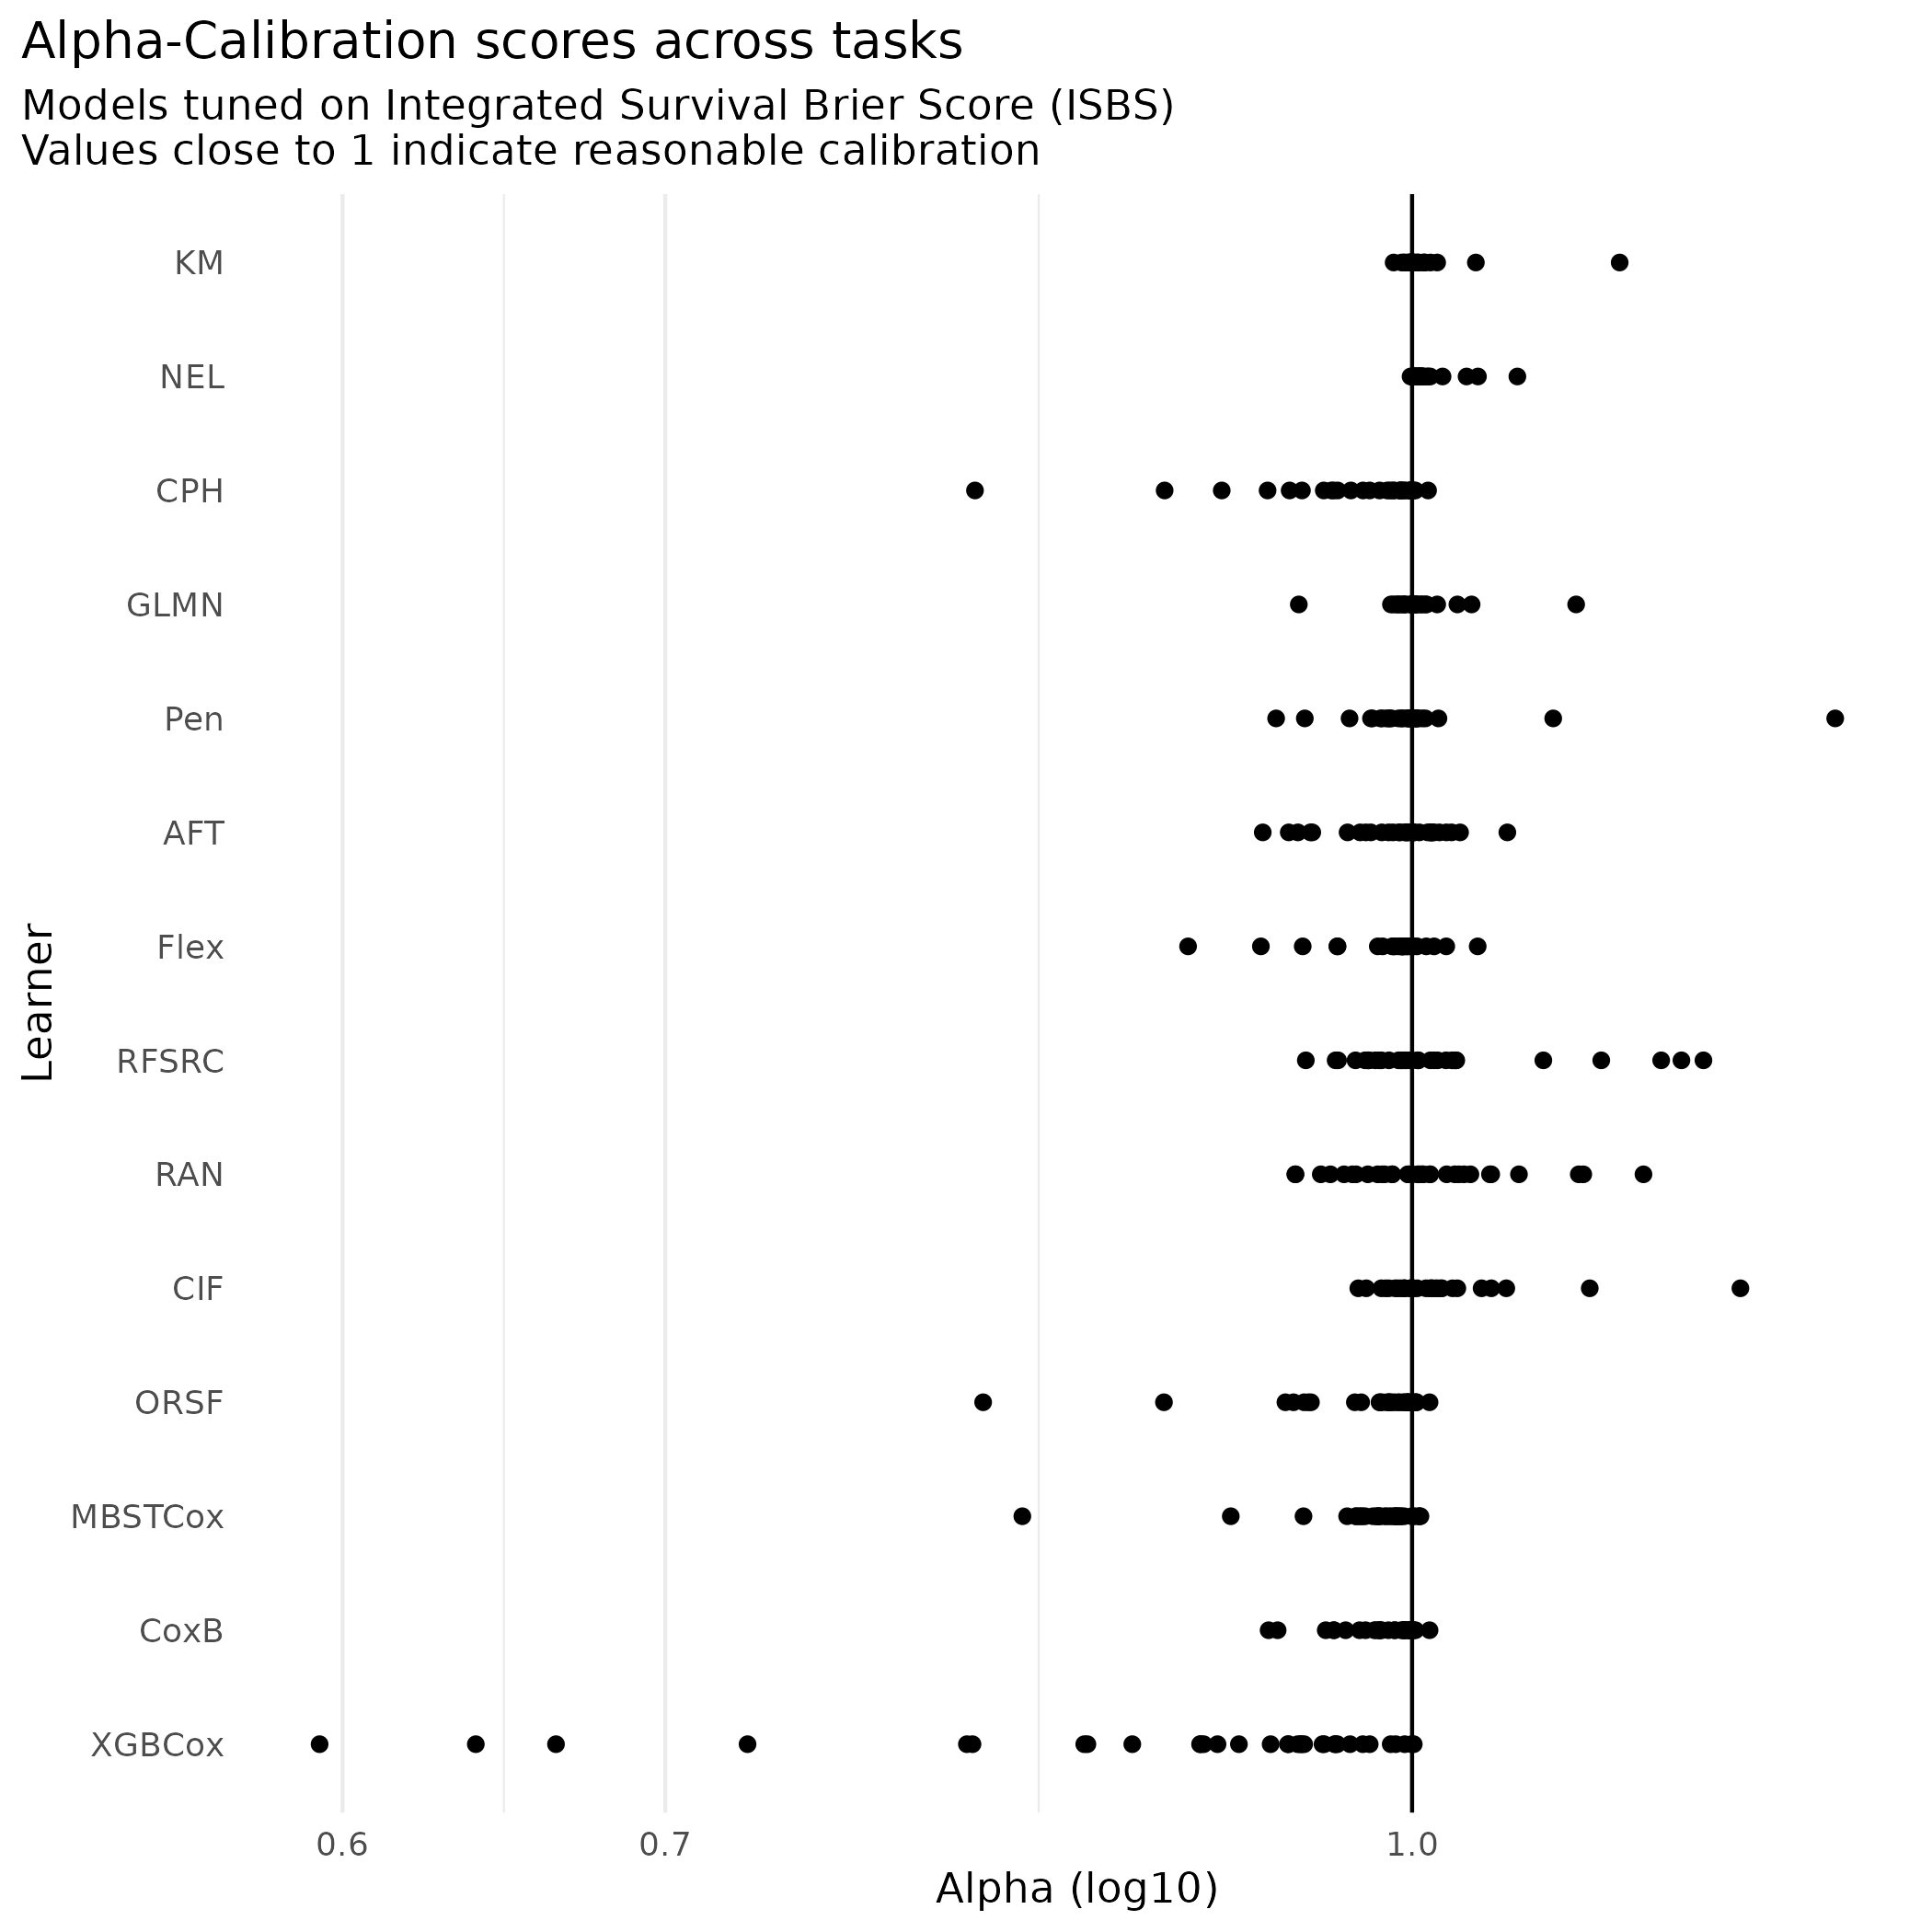 Alpha-Calibration scores across tasks
Models tuned on Integrated Survival Brier Score (ISBS)
Values close to 1 indicate reasonable calibration
KM
NEL
CPH
GLMN
Pen
AFT
Flex
RFSRC
RAN
CIF
ORSF
MBSTCox
CoxB
XGBCox
Learner
0.6
0.7
1.0
Alpha (log10)